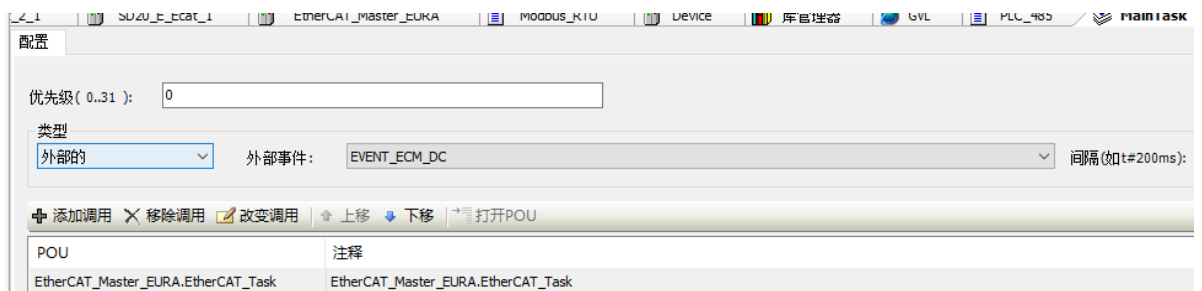 _2_1 SD20_E_Ecat_1 EtherCAT_Master_EURA Modbus_RTU Device 库管理器 GVL PLC_485 MainTask
配置
优先级( 0..31 ): 0
类型
外部的 外部事件: EVENT_ECM_DC 间隔(如t#200ms):
添加调用 移除调用 改变调用 上移 下移 打开POU
POU 注释
EtherCAT_Master_EURA.EtherCAT_Task EtherCAT_Master_EURA.EtherCAT_Task